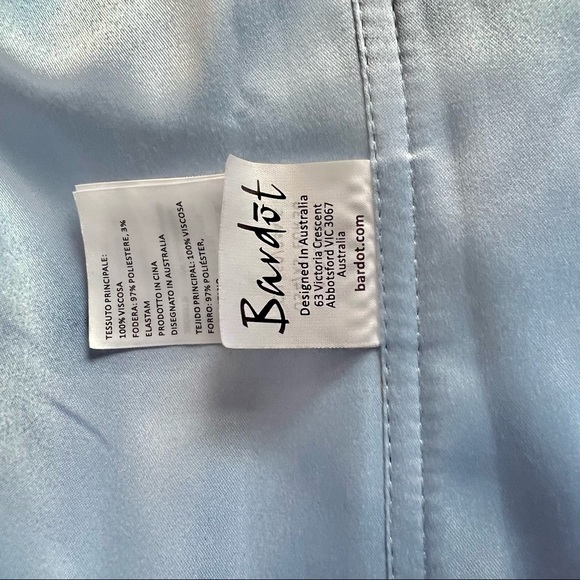 Bardot
Designed In Australia
63 Victoria Crescent
Abbotsford VIC 3067
Australia
bardot.com
TESSUTO PRINCIPALE:
100% VISCOSA
FODERA: 97% POLIESTERE, 3%
ELASTAM
PRODOTTO IN CINA
DISEGNATO IN AUSTRALIA
TEJIDO PRINCIPAL: 100% VISCOSA
FORRO: 97% POLIÉSTER,